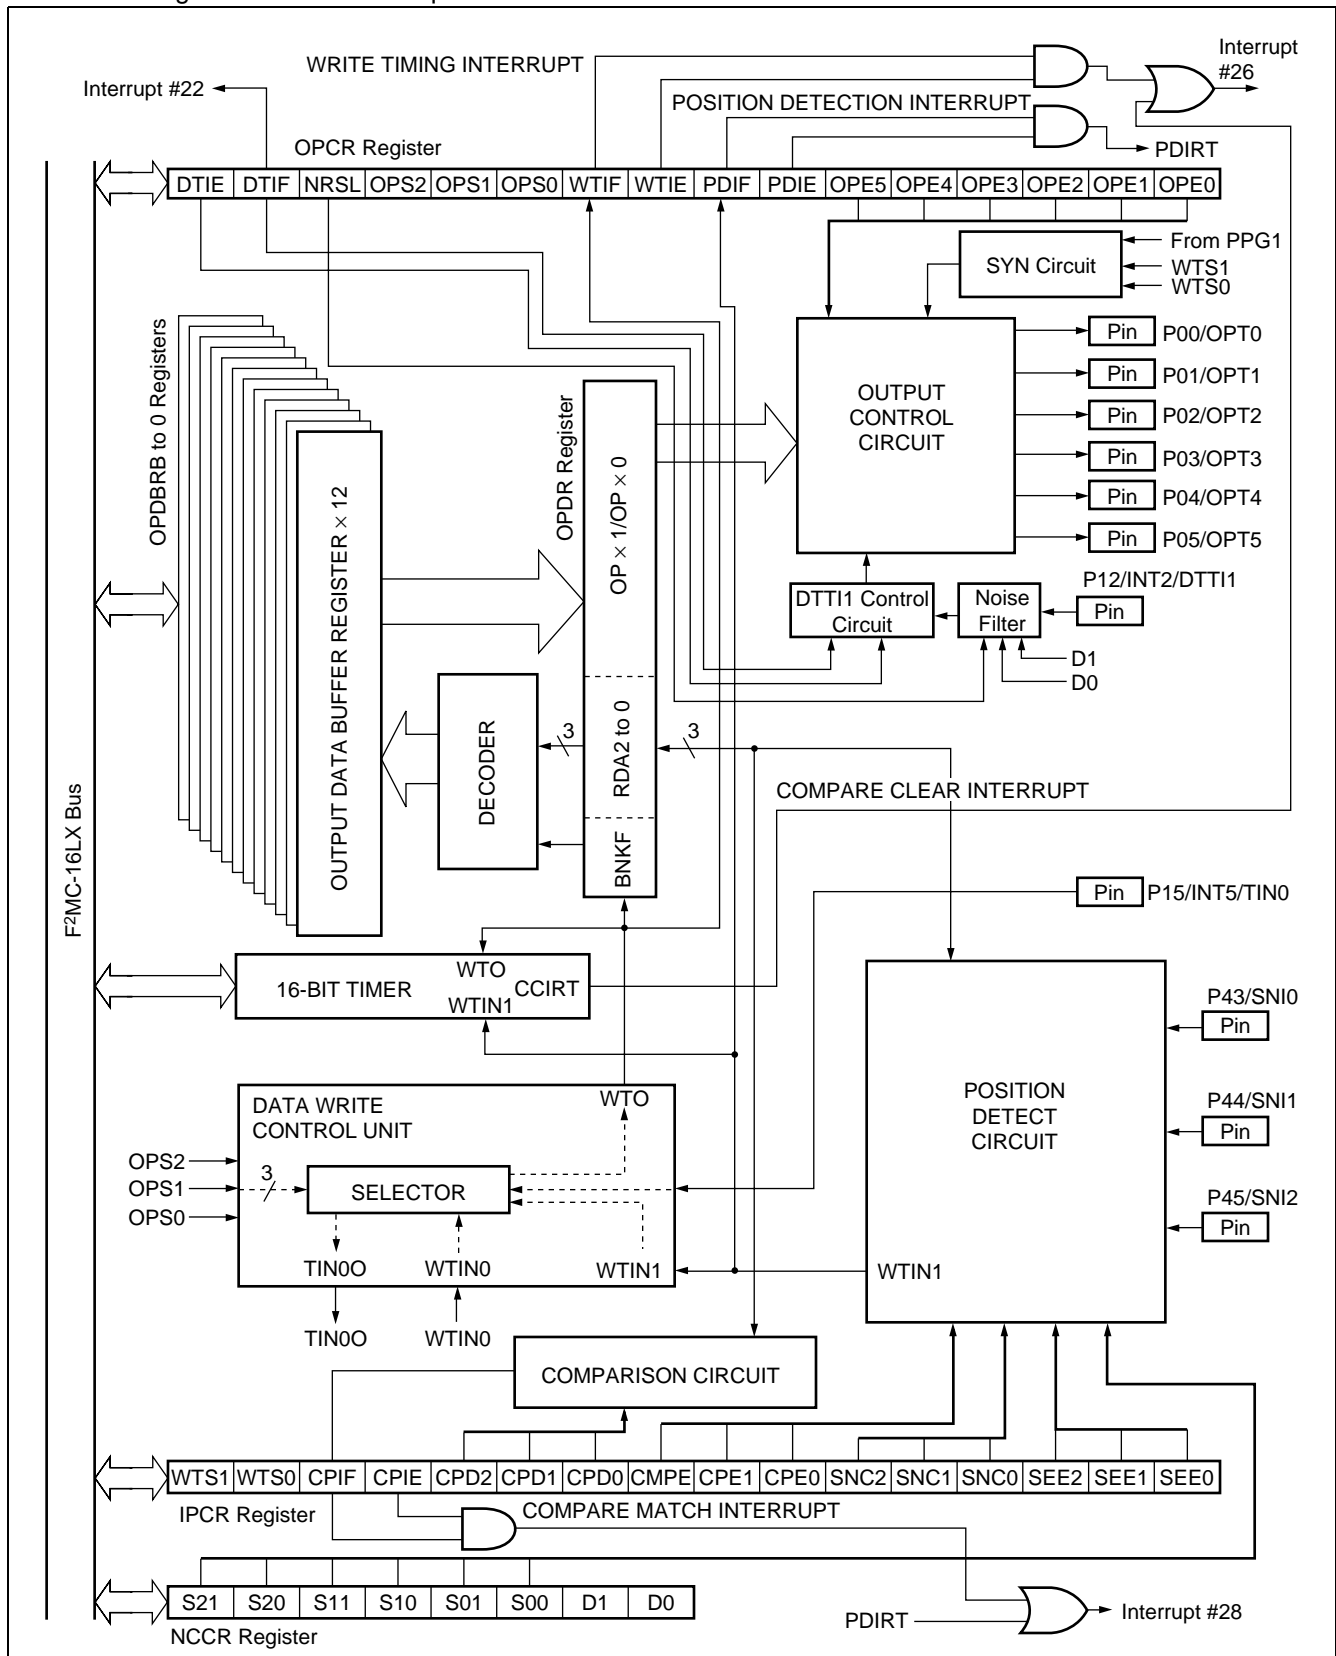 WRITE TIMING INTERRUPT
Interrupt
#26
Interrupt #22
POSITION DETECTION INTERRUPT
PDIRT
OPCR Register
DTIE DTIF NRSL OPS2 OPS1 OPS0 WTIF WTIE PDIF PDIE OPE5 OPE4 OPE3 OPE2 OPE1 OPE0
From PPG1
SYN Circuit
WTS1
WTS0
OPDBRB to 0 Registers
OUTPUT DATA BUFFER REGISTER × 12
OPDR Register
OP × 1/OP × 0
RDA2 to 0
BNKF
OUTPUT
CONTROL
CIRCUIT
Pin P00/OPT0
Pin P01/OPT1
Pin P02/OPT2
Pin P03/OPT3
Pin P04/OPT4
Pin P05/OPT5
P12/INT2/DTTI1
Pin
DTTI1 Control
Circuit
Noise
Filter
D1
D0
DECODER
3
3
COMPARE CLEAR INTERRUPT
F²MC-16LX Bus
Pin P15/INT5/TIN0
16-BIT TIMER
WTO
CCIRT
WTIN1
POSITION
DETECT
CIRCUIT
P43/SNI0
Pin
P44/SNI1
Pin
P45/SNI2
Pin
WTIN1
DATA WRITE
CONTROL UNIT
WTO
OPS2
OPS1
OPS0
3
SELECTOR
TIN0O WTIN0 WTIN1
TIN0O WTIN0
COMPARISON CIRCUIT
WTS1 WTS0 CPIF CPIE CPD2 CPD1 CPD0 CMPE CPE1 CPE0 SNC2 SNC1 SNC0 SEE2 SEE1 SEE0
IPCR Register
COMPARE MATCH INTERRUPT
S21 S20 S11 S10 S01 S00 D1 D0
NCCR Register
PDIRT
Interrupt #28